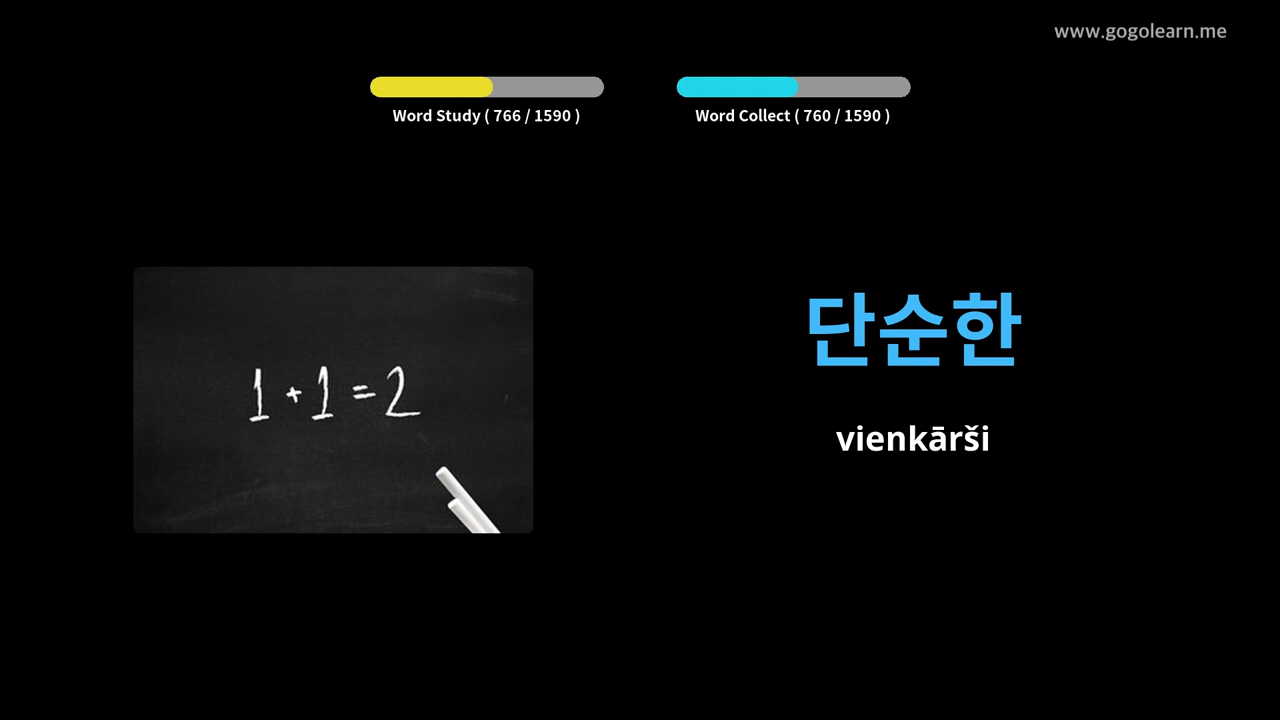 www.gogolearn.me
Word Study ( 766 / 1590 )
Word Collect ( 760 / 1590 )
1 + 1 = 2
단순한
vienkārši